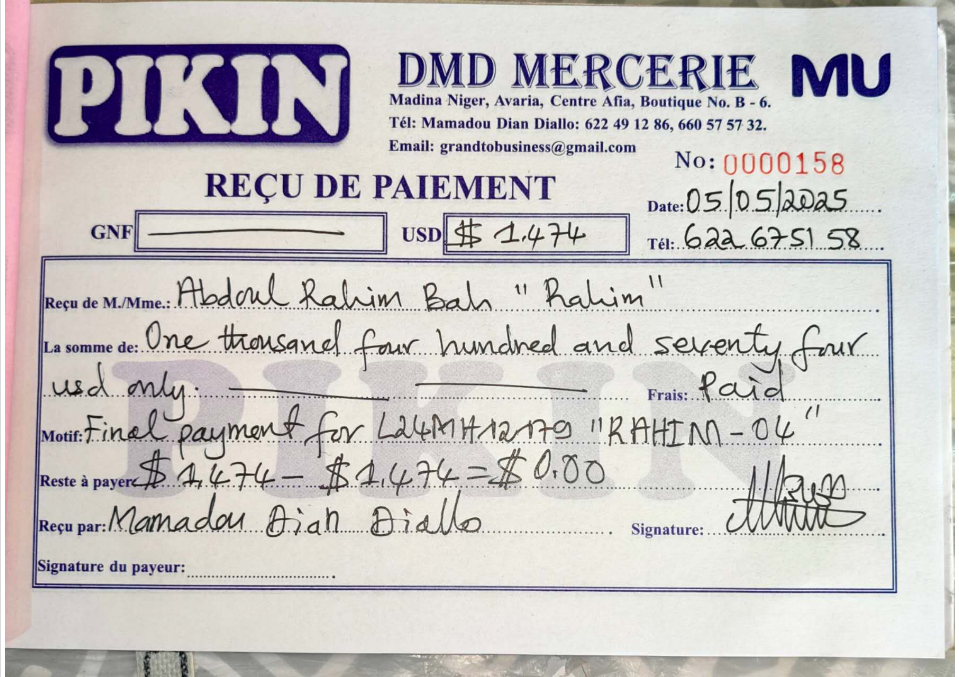 PIKIN
DMD MERCERIE MU
Madina Niger, Avaria, Centre Afia, Boutique No. B - 6.
Tél: Mamadou Dian Diallo: 622 49 12 86, 660 57 57 32.
Email: grandtobusiness@gmail.com
No: 0000158
REÇU DE PAIEMENT
Date: 05/05/2025
GNF USD $ 1.474
Tél: 622 67 51 58
Reçu de M./Mme.: Abdoul Rahim Bah "Rahim"
La somme de: One thousand four hundred and seventy four
usd only. Frais: Paid
Motif: Final payment for L24MH12179 "RAHIM-04"
Reste à payer $ 1.474 - $ 1.474 = $ 0.00
Reçu par: Mamadou Dian Diallo Signature:
Signature du payeur:
PIKIN